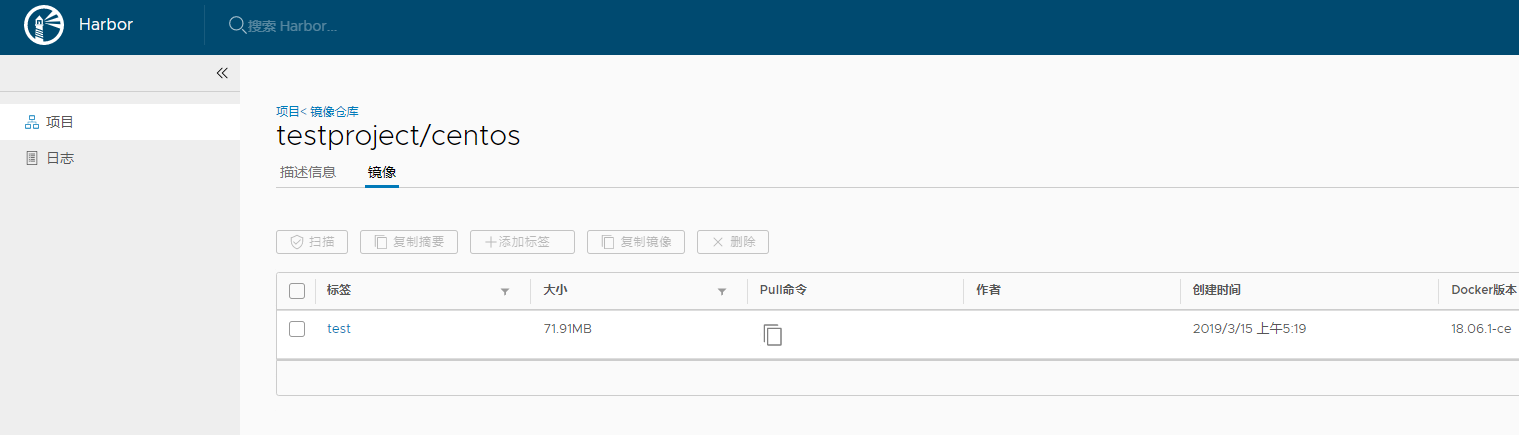 Harbor
搜索 Harbor...
项目
日志
项目< 镜像仓库
testproject/centos
描述信息 镜像
扫描 复制摘要 +添加标签 复制镜像 × 删除
标签 大小 Pull命令 作者 创建时间 Docker版本
test 71.91MB 2019/3/15 上午5:19 18.06.1-ce